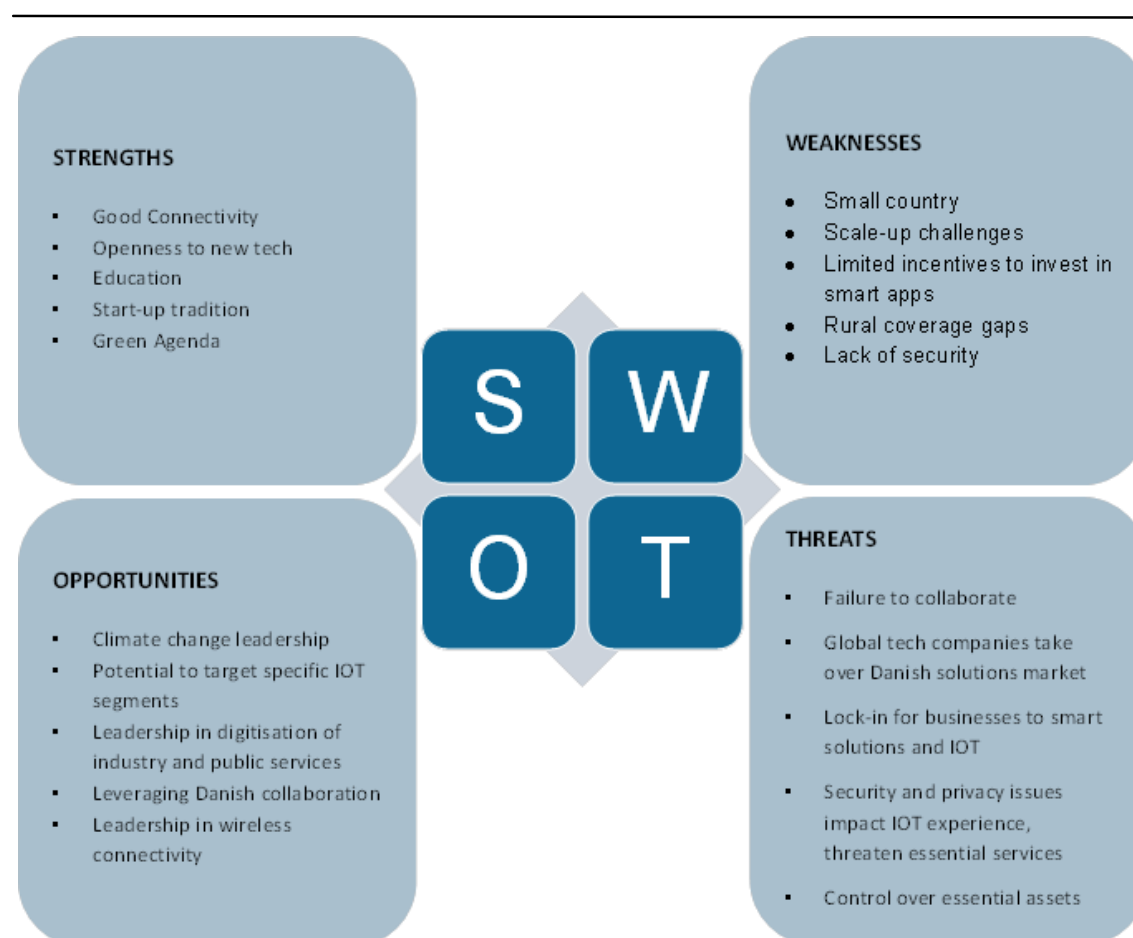 STRENGTHS
▪ Good Connectivity
▪ Openness to new tech
▪ Education
▪ Start-up tradition
▪ Green Agenda
WEAKNESSES
● Small country
● Scale-up challenges
● Limited incentives to invest in
smart apps
● Rural coverage gaps
● Lack of security
S
W
O
T
OPPORTUNITIES
▪ Climate change leadership
▪ Potential to target specific IOT
segments
▪ Leadership in digitisation of
industry and public services
▪ Leveraging Danish collaboration
▪ Leadership in wireless
connectivity
THREATS
▪ Failure to collaborate
▪ Global tech companies take
over Danish solutions market
▪ Lock-in for businesses to smart
solutions and IOT
▪ Security and privacy issues
impact IOT experience,
threaten essential services
▪ Control over essential assets